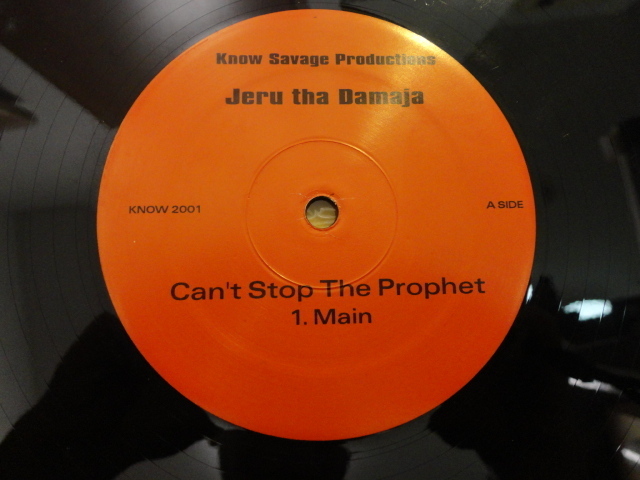 Know Savage Productions
Jeru tha Damaja
KNOW 2001
A SIDE
Can't Stop The Prophet
1. Main